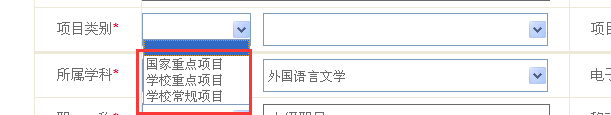 项目类别*
项
国家重点项目
所属学科* 外国语言文学 电子
学校重点项目
学校常规项目